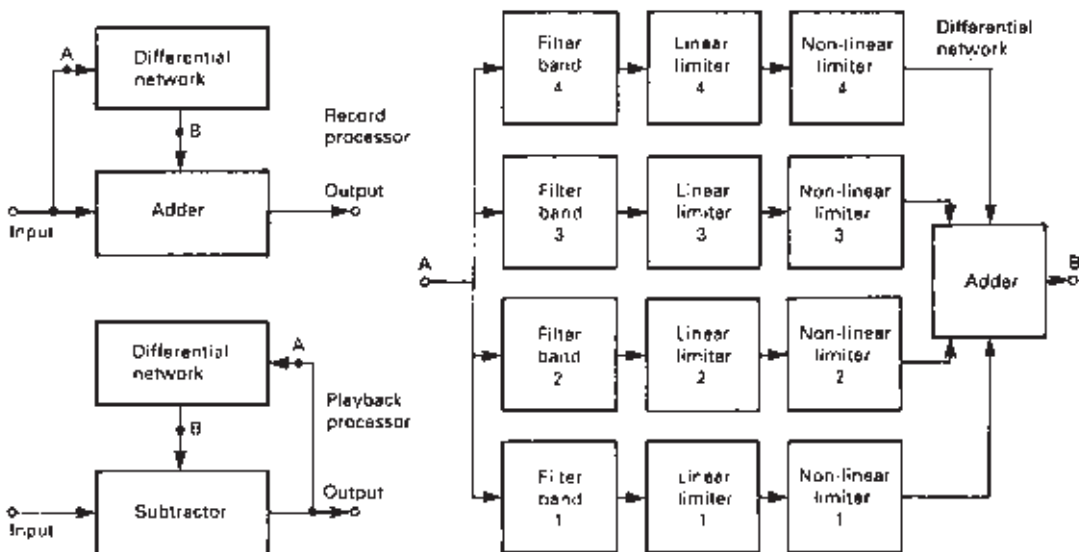 A
Differential
network
B
Record
processor
Adder
Input
Output
Differential
network
A
B
Playback
processor
Subtractor
Input
Output
Filter
band
4
Linear
limiter
4
Non-linear
limiter
4
Differential
network
Filter
band
3
Linear
limiter
3
Non-linear
limiter
3
A
Adder
B
Filter
band
2
Linear
limiter
2
Non-linear
limiter
2
Filter
band
1
Linear
limiter
1
Non-linear
limiter
1